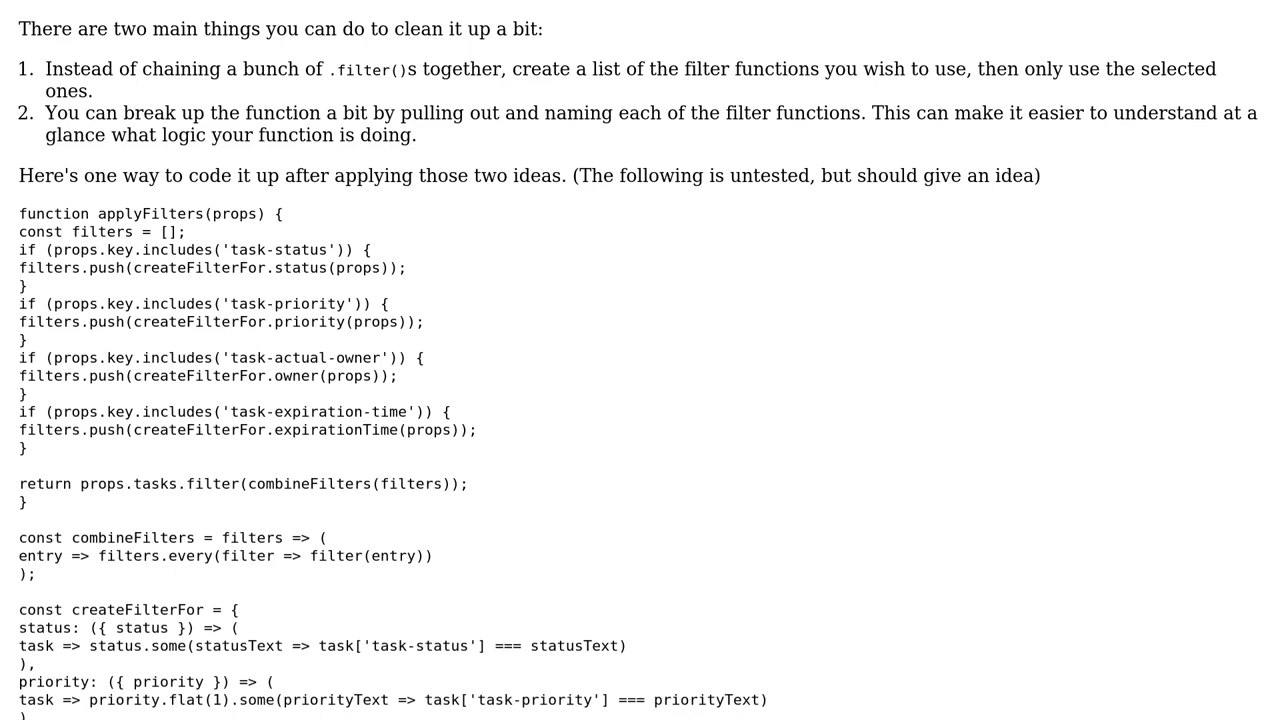 There are two main things you can do to clean it up a bit:
1. Instead of chaining a bunch of .filter()s together, create a list of the filter functions you wish to use, then only use the selected
ones.
2. You can break up the function a bit by pulling out and naming each of the filter functions. This can make it easier to understand at a
glance what logic your function is doing.
Here's one way to code it up after applying those two ideas. (The following is untested, but should give an idea)
function applyFilters(props) {
const filters = [];
if (props.key.includes('task-status')) {
filters.push(createFilterFor.status(props));
}
if (props.key.includes('task-priority')) {
filters.push(createFilterFor.priority(props));
}
if (props.key.includes('task-actual-owner')) {
filters.push(createFilterFor.owner(props));
}
if (props.key.includes('task-expiration-time')) {
filters.push(createFilterFor.expirationTime(props));
}
return props.tasks.filter(combineFilters(filters));
}
const combineFilters = filters => (
entry => filters.every(filter => filter(entry))
);
const createFilterFor = {
status: ({ status }) => (
task => status.some(statusText => task['task-status'] === statusText)
),
priority: ({ priority }) => (
task => priority.flat(1).some(priorityText => task['task-priority'] === priorityText)
)